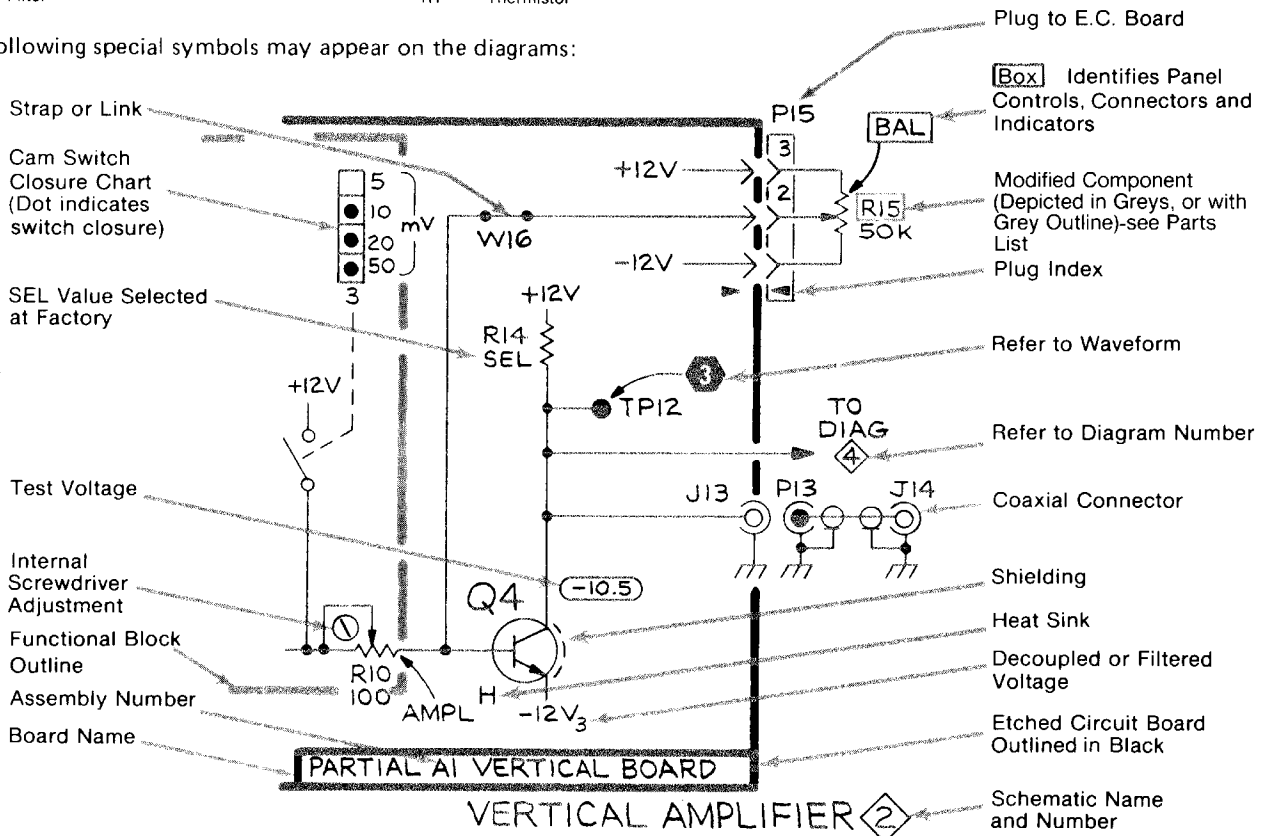 Thermistor
ollowing special symbols may appear on the diagrams:
Strap or Link
Cam Switch
Closure Chart
(Dot indicates
switch closure)
SEL Value Selected
at Factory
Test Voltage
Internal
Screwdriver
Adjustment
Functional Block
Outline
Assembly Number
Board Name
5
10
20
50
mV
3
+12V
R10
100
AMPL
W16
+12V
R14
SEL
3
TP12
Q4
-10.5
H
-12V3
+12V
-12V
P15
3
2
BAL
R15
50K
TO
DIAG
4
J13
P13
J14
PARTIAL A1 VERTICAL BOARD
VERTICAL AMPLIFIER 2
Plug to E.C. Board
Box Identifies Panel
Controls, Connectors and
Indicators
Modified Component
(Depicted in Greys, or with
Grey Outline)-see Parts
List
Plug Index
Refer to Waveform
Refer to Diagram Number
Coaxial Connector
Shielding
Heat Sink
Decoupled or Filtered
Voltage
Etched Circuit Board
Outlined in Black
Schematic Name
and Number